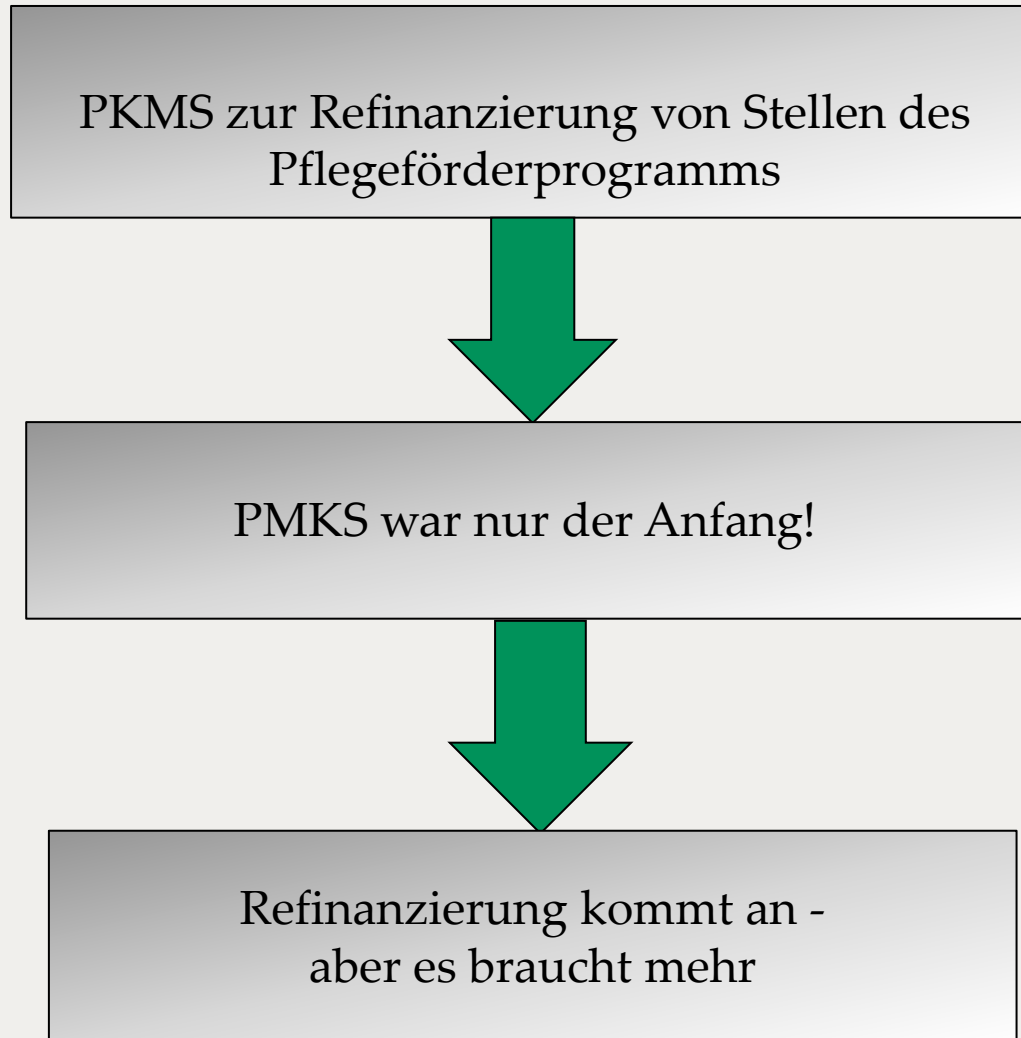 PKMS zur Refinanzierung von Stellen des
Pflegeförderprogramms
PMKS war nur der Anfang!
Refinanzierung kommt an -
aber es braucht mehr